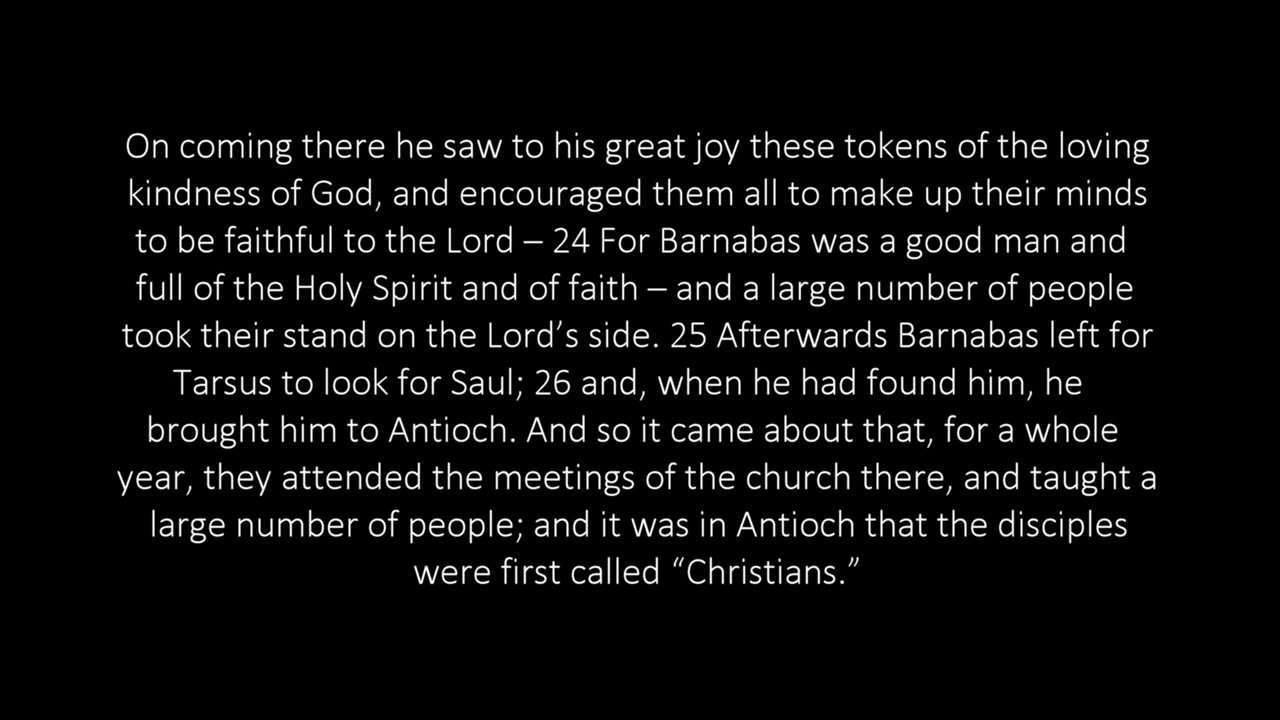 On coming there he saw to his great joy these tokens of the loving
kindness of God, and encouraged them all to make up their minds
to be faithful to the Lord – 24 For Barnabas was a good man and
full of the Holy Spirit and of faith – and a large number of people
took their stand on the Lord’s side. 25 Afterwards Barnabas left for
Tarsus to look for Saul; 26 and, when he had found him, he
brought him to Antioch. And so it came about that, for a whole
year, they attended the meetings of the church there, and taught a
large number of people; and it was in Antioch that the disciples
were first called “Christians.”